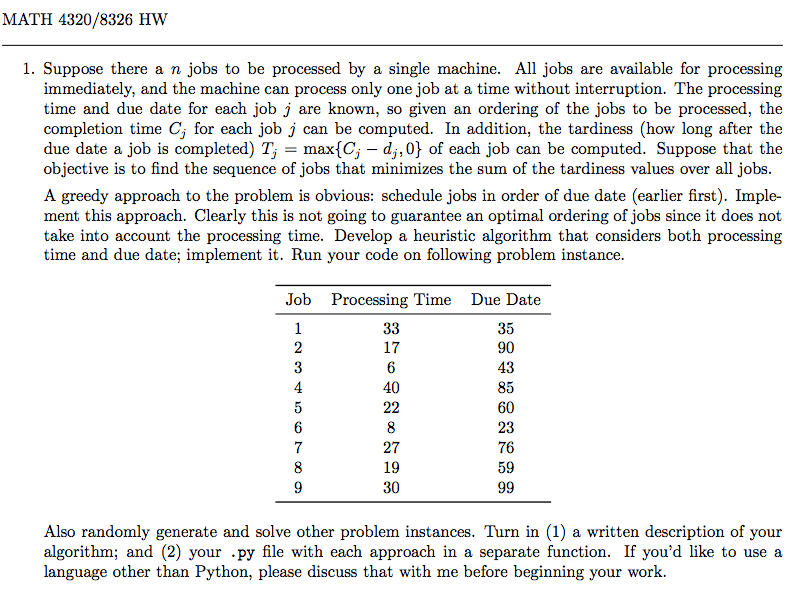 MATH 4320/8326 HW
1. Suppose there a n jobs to be processed by a single machine. All jobs are available for processing
immediately, and the machine can process only one job at a time without interruption. The processing
time and due date for each job j are known, so given an ordering of the jobs to be processed, the
completion time Cⱼ for each job j can be computed. In addition, the tardiness (how long after the
due date a job is completed) Tⱼ = max{Cⱼ − dⱼ, 0} of each job can be computed. Suppose that the
objective is to find the sequence of jobs that minimizes the sum of the tardiness values over all jobs.
A greedy approach to the problem is obvious: schedule jobs in order of due date (earlier first). Imple-
ment this approach. Clearly this is not going to guarantee an optimal ordering of jobs since it does not
take into account the processing time. Develop a heuristic algorithm that considers both processing
time and due date; implement it. Run your code on following problem instance.
Job Processing Time Due Date
1 33 35
2 17 90
3 6 43
4 40 85
5 22 60
6 8 23
7 27 76
8 19 59
9 30 99
Also randomly generate and solve other problem instances. Turn in (1) a written description of your
algorithm; and (2) your .py file with each approach in a separate function. If you'd like to use a
language other than Python, please discuss that with me before beginning your work.